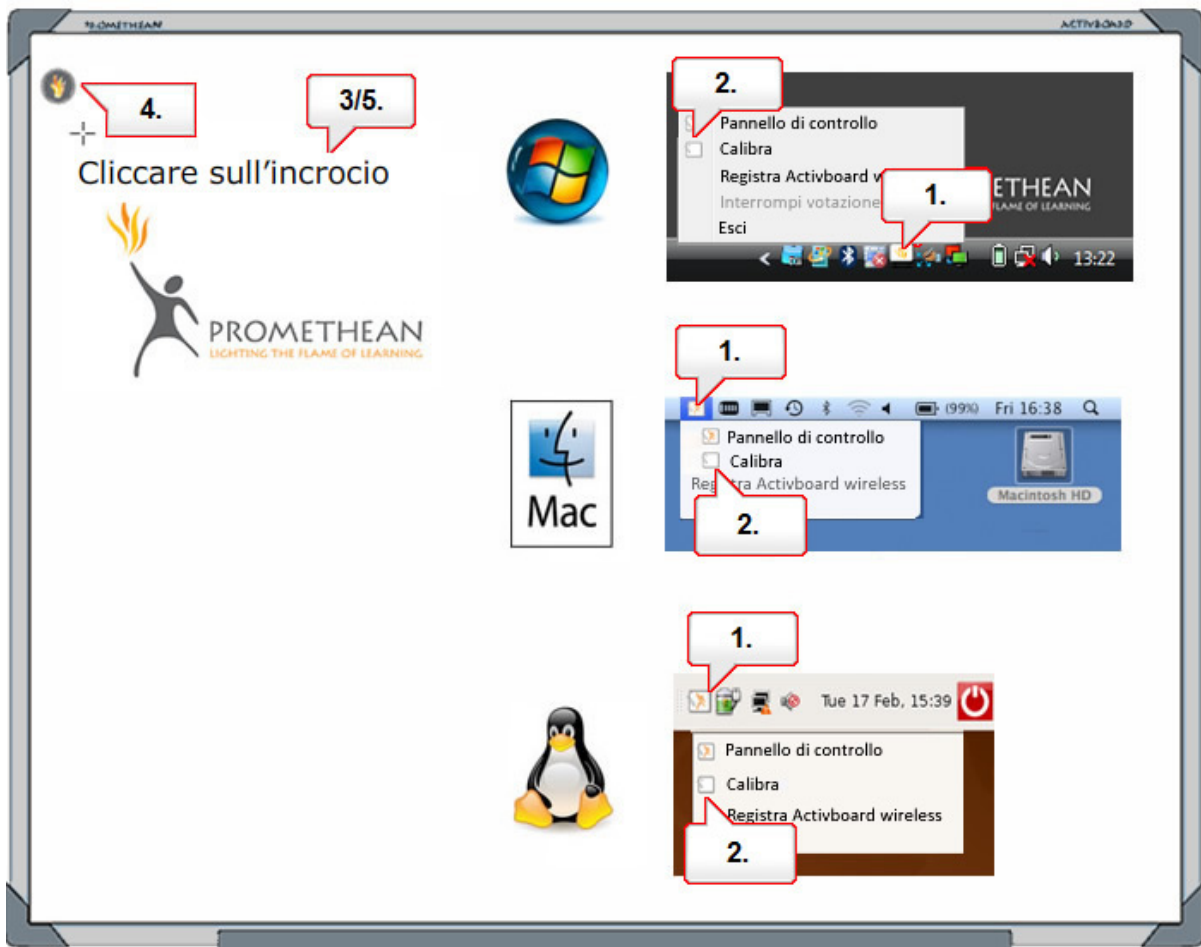 PROMETHEAN
ACTIVBOARD
4.
3/5.
Cliccare sull'incrocio
PROMETHEAN
LIGHTING THE FLAME OF LEARNING
2.
Pannello di controllo
Calibra
Registra Activboard w
1.
ETHEAN
FLAME OF LEARNING
Interrompi votazione
Esci
13:22
1.
(99%) Fri 16:38
Pannello di controllo
Calibra
Registra Activboard wireless
Macintosh HD
2.
Mac
1.
Tue 17 Feb, 15:39
Pannello di controllo
Calibra
Registra Activboard wireless
2.